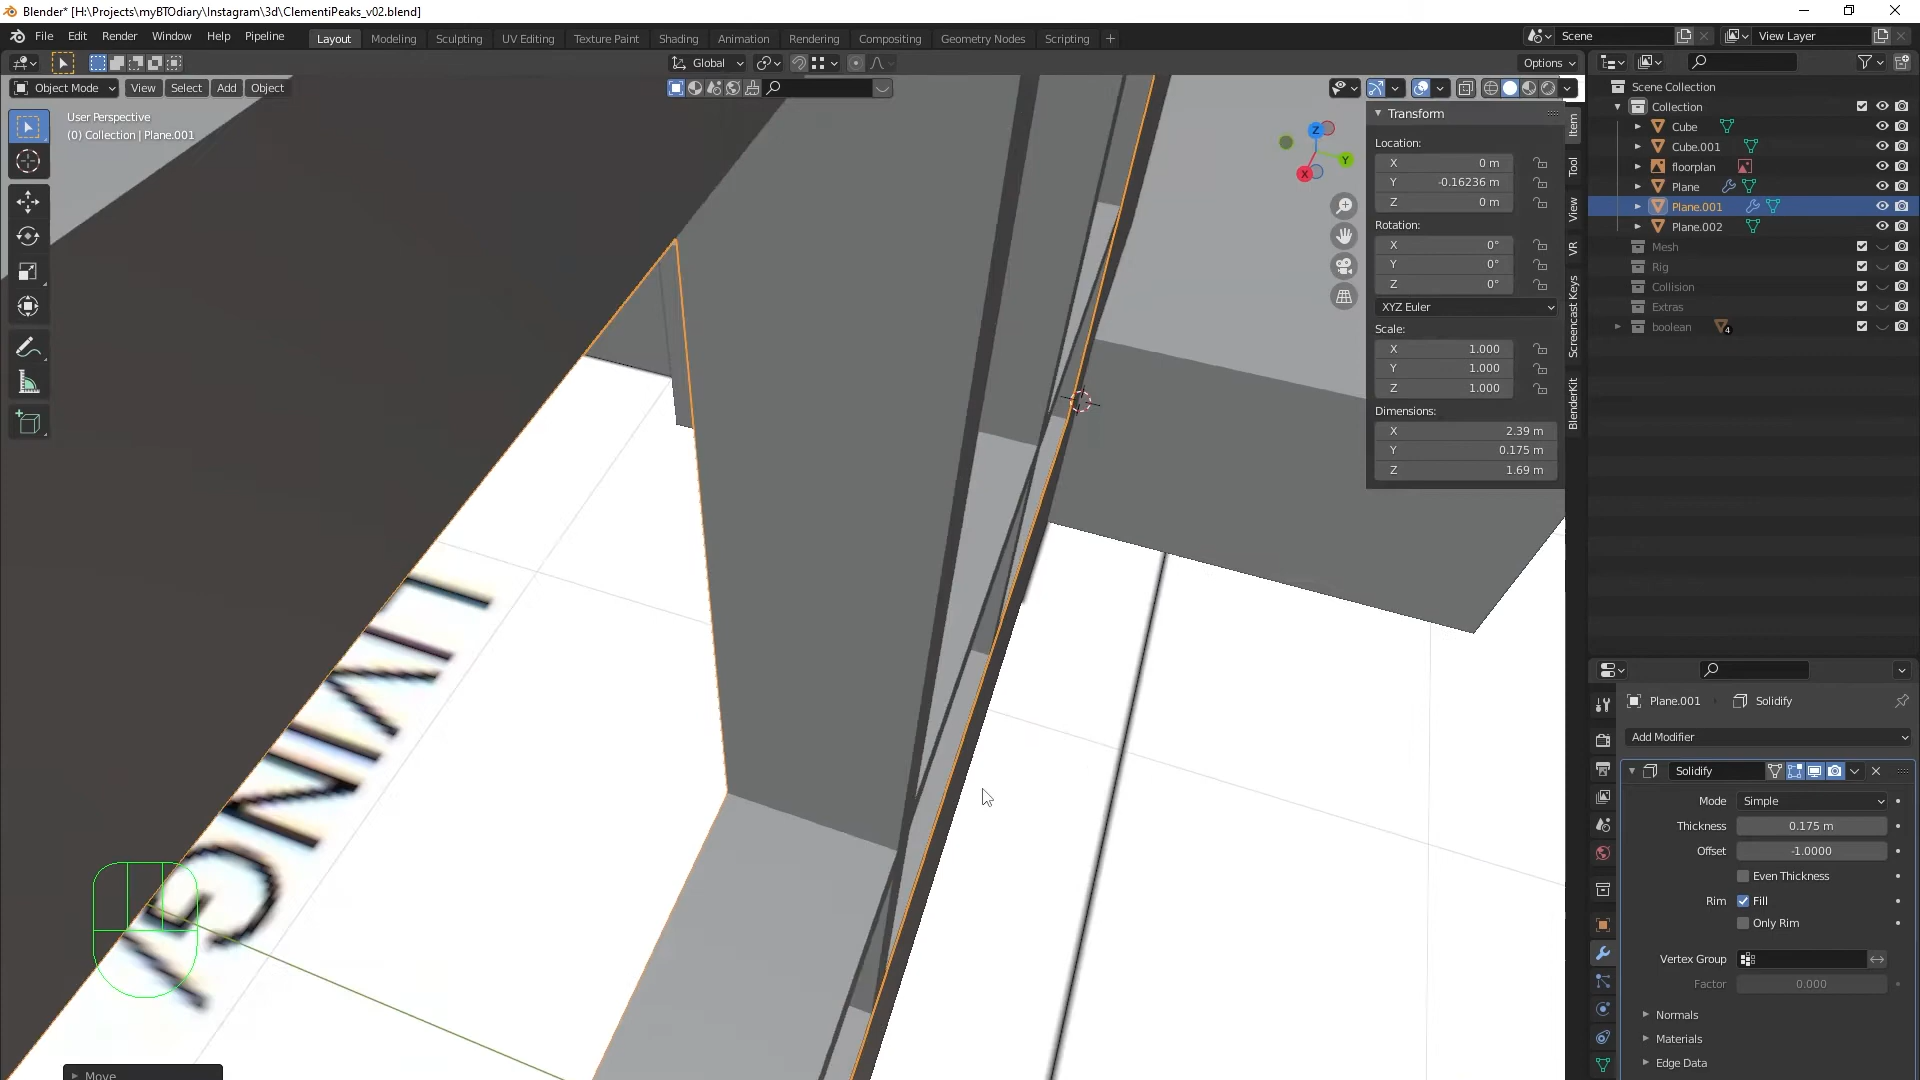 Blender* [H:\Projects\myBTOdiary\Instagram\3d\ClementiPeaks_v02.blend]
File Edit Render Window Help Pipeline
Layout Modeling Sculpting UV Editing Texture Paint Shading Animation Rendering Compositing Geometry Nodes Scripting +
Scene
View Layer
Global
Options
Object Mode View Select Add Object
User Perspective
(0) Collection | Plane.001
Z
Y
X
Transform
Location:
X 0 m
Y -0.16236 m
Z 0 m
Rotation:
X 0°
Y 0°
Z 0°
XYZ Euler
Scale:
X 1.000
Y 1.000
Z 1.000
Dimensions:
X 2.39 m
Y 0.175 m
Z 1.69 m
Item
Tool
View
VR
Screencast Keys
BlenderKit
Scene Collection
Collection
Cube
Cube.001
floorplan
Plane
Plane.001
Plane.002
Mesh
Rig
Collision
Extras
boolean 4
Plane.001 Solidify
Add Modifier
Solidify
Mode Simple
Thickness 0.175 m
Offset -1.0000
Even Thickness
Rim Fill
Only Rim
Vertex Group
Factor 0.000
Normals
Materials
Edge Data
Move